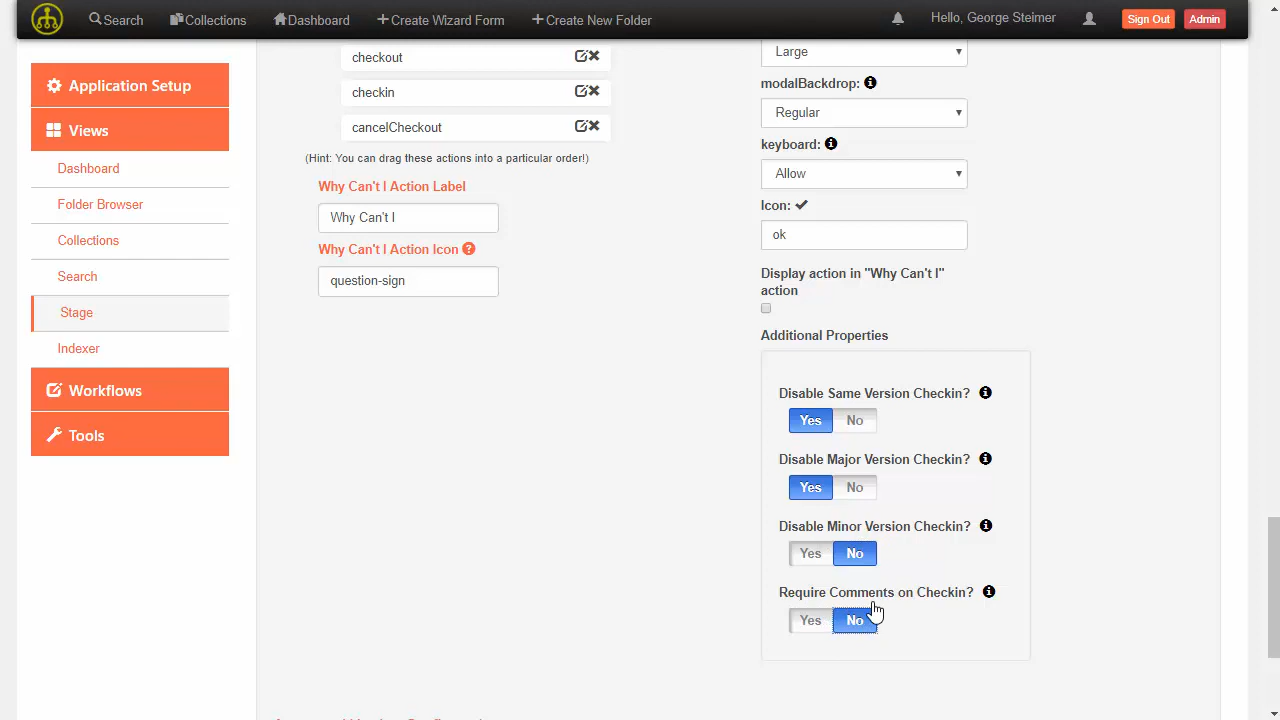 Search
Collections
Dashboard
Create Wizard Form
Create New Folder
Hello, George Steimer
Sign Out
Admin
Application Setup
Views
Dashboard
Folder Browser
Collections
Search
Stage
Indexer
Workflows
Tools
checkout
checkin
cancelCheckout
(Hint: You can drag these actions into a particular order!)
Why Can't I Action Label
Why Can't I
Why Can't I Action Icon
question-sign
Large
modalBackdrop:
Regular
keyboard:
Allow
Icon:
ok
Display action in "Why Can't I"
action
Additional Properties
Disable Same Version Checkin?
Yes No
Disable Major Version Checkin?
Yes No
Disable Minor Version Checkin?
Yes No
Require Comments on Checkin?
Yes No